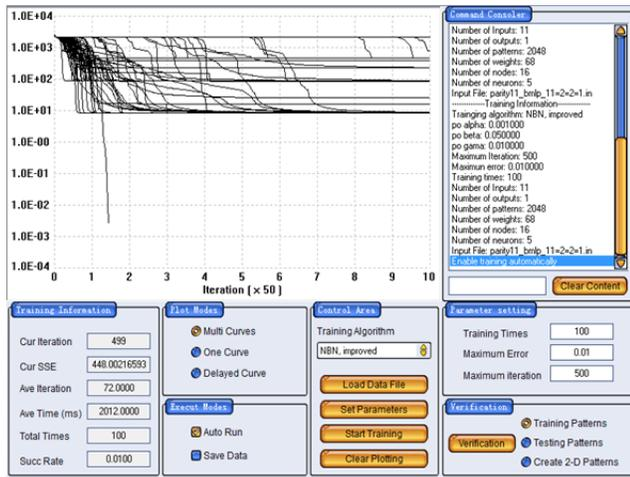 1.0E+04
1.0E+03
1.0E+02
1.0E+01
1.0E-00
1.0E-01
1.0E-02
1.0E-03
1.0E-04
0 1 2 3 4 5 6 7 8 9 10
Iteration ( x 50 )
Command Consoler
Number of Inputs: 11
Number of outputs: 1
Number of patterns: 2048
Number of weights: 68
Number of nodes: 16
Number of neurons: 5
Input File: parity11_bmlp_11=2=2=1.in
---------------Training Information---------------
Trainging algorithm: NBN, improved
po alpha: 0.001000
po beta: 0.050000
po gama: 0.010000
Maximum Iteration: 500
Maximun error: 0.010000
Training times: 100
Number of Inputs: 11
Number of outputs: 1
Number of patterns: 2048
Number of weights: 68
Number of nodes: 16
Number of neurons: 5
Input File: parity11_bmlp_11=2=2=1.in
Enable training automatically
Clear Content
Training Information
Cur Iteration 499
Cur SSE 448.00216593
Ave Iteration 72.0000
Ave Time (ms) 2012.0000
Total Times 100
Succ Rate 0.0100
Plot Modes
Multi Curves
One Curve
Delayed Curve
Execut Modes
Auto Run
Save Data
Control Area
Training Algorithm
NBN, improved
Load Data File
Set Parameters
Start Training
Clear Plotting
Parameter setting
Training Times 100
Maximum Error 0.01
Maximum iteration 500
Verification
Verification
Training Patterns
Testing Patterns
Create 2-D Patterns